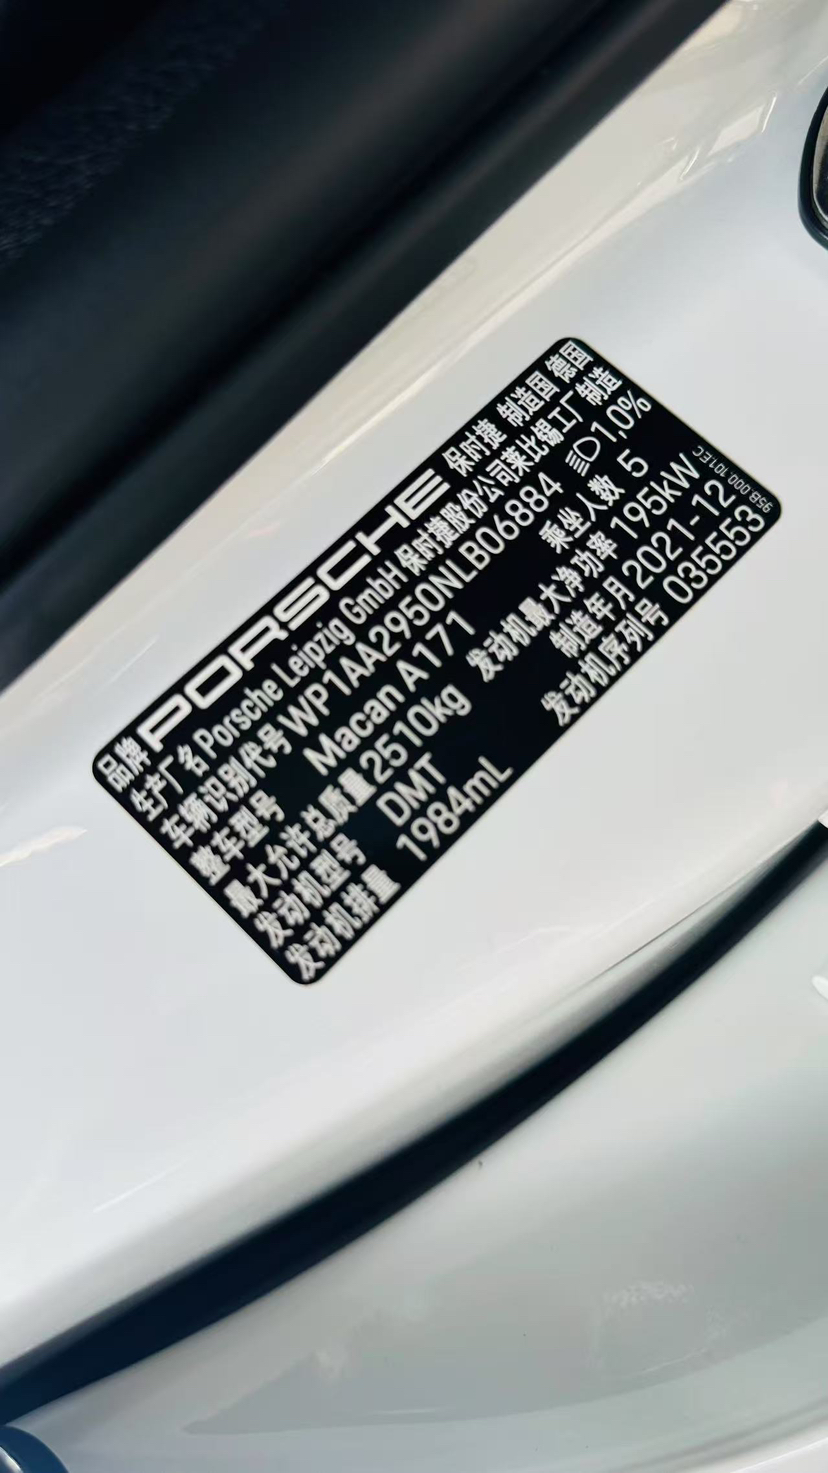 品牌 PORSCHE 保时捷 制造国 德国
生产厂名 Porsche Leipzig GmbH 保时捷股份公司莱比锡工厂制造
车辆识别代号 WP1AA2950NLB06884 1,0%
整车型号 Macan A171 乘坐人数 5
最大允许总质量 2510kg 发动机最大净功率 195kW
发动机型号 DMT 制造年月 2021-12
发动机排量 1984mL 发动机序列号 035553
95B.000.101.EC